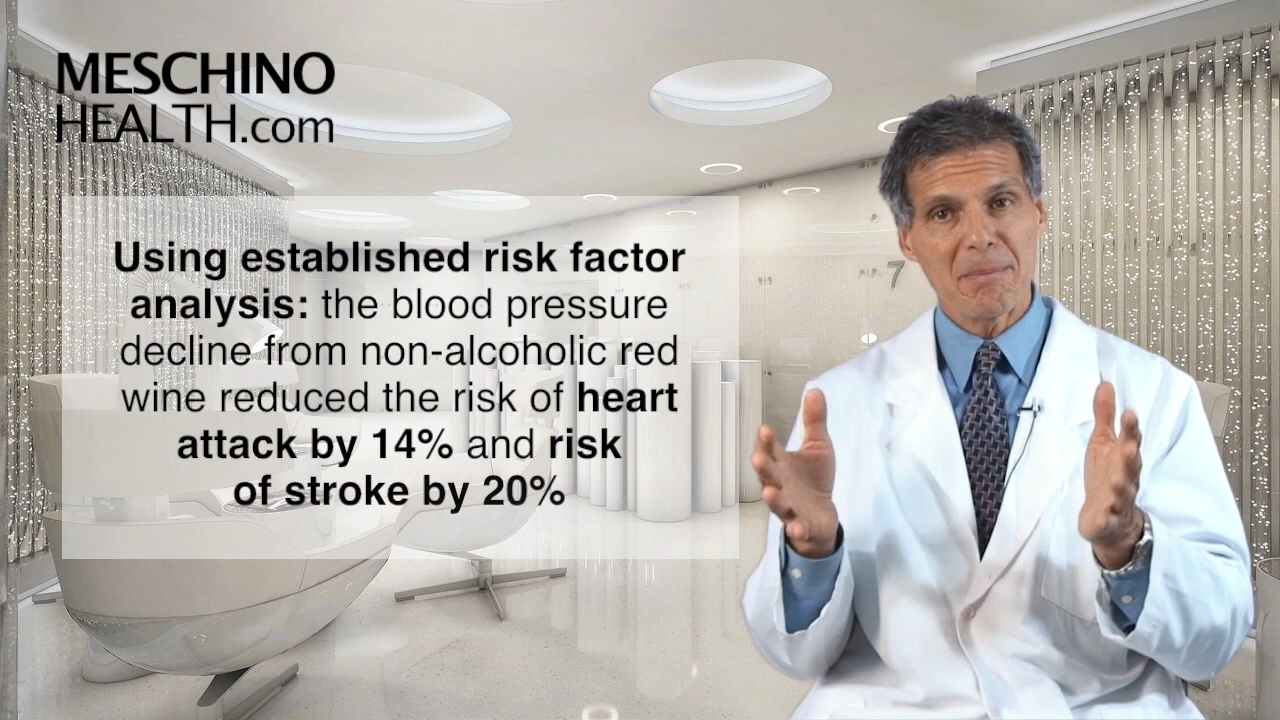 MESCHINO
HEALTH.com
Using established risk factor
analysis: the blood pressure
decline from non-alcoholic red
wine reduced the risk of heart
attack by 14% and risk
of stroke by 20%
7